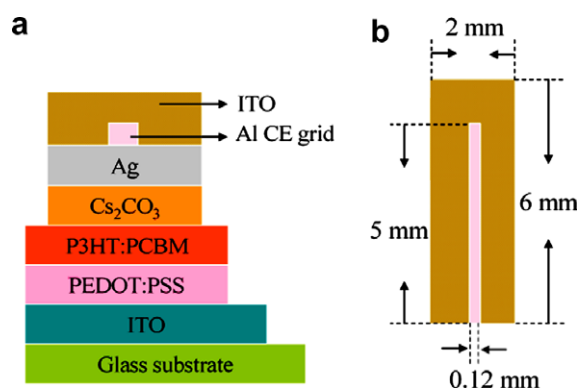 a
ITO
Al CE grid
Ag
Cs₂CO₃
P3HT:PCBM
PEDOT:PSS
ITO
Glass substrate
b
2 mm
5 mm
6 mm
0.12 mm